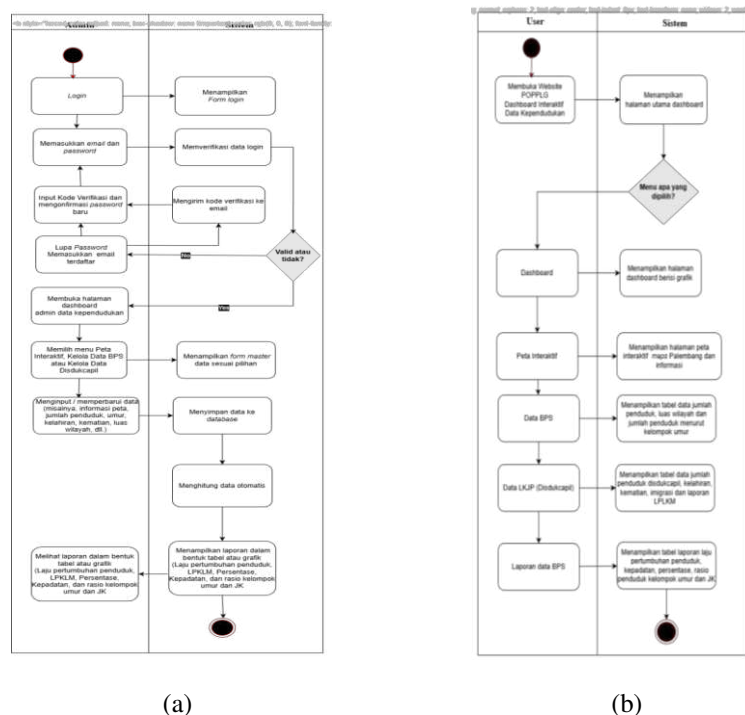 Admin
Sistem
Login
Menampilkan
Form login
Memasukkan email dan
password
Memverifikasi data login
Input Kode Verifikasi dan
mengonfirmasi password
baru
Mengirim kode verifikasi ke
email
Lupa Password
Memasukkan email
terdaftar
Valid atau
tidak?
Membuka halaman
dashboard
admin data kependudukan
Memilih menu Peta
Interaktif, Kelola Data BPS
atau Kelola Data
Disdukcapil
Menampilkan form master
data sesuai pilihan
Menginput / memperbarui data
(misalnya, informasi peta,
jumlah penduduk, umur,
kelahiran, kematian, luas
wilayah, dll.)
Menyimpan data ke
database
Menghitung data otomatis
Melihat laporan dalam bentuk
tabel atau grafik
(Laju pertumbuhan penduduk,
LPKLM, Persentase,
Kepadatan, dan rasio kelompok
umur dan JK)
Menampilkan laporan dalam
bentuk tabel atau grafik
(Laju pertumbuhan penduduk,
LPKLM, Persentase,
Kepadatan, dan rasio kelompok
umur dan JK
(a)
User
Sistem
Membuka Website
POPPLG
Dashboard Interaktif
Data Kependudukan
Menampilkan
halaman utama dashboard
Menu apa yang
dipilih?
Dashboard
Menampilkan halaman
dashboard berisi grafik
Peta Interaktif
Menampilkan halaman peta
interaktif maps Palembang dan
informasi
Data BPS
Menampilkan tabel data jumlah
penduduk, luas wilayah dan
jumlah penduduk menurut
kelompok umur
Data LKJP (Disdukcapil)
Menampilkan tabel data jumlah
penduduk disdukcapil, kelahiran,
kematian, imigrasi dan laporan
LPLKM
Laporan data BPS
Menampilkan tabel laporan laju
pertumbuhan penduduk,
kepadatan, persentase, rasio
penduduk kelompok umur dan JK
(b)